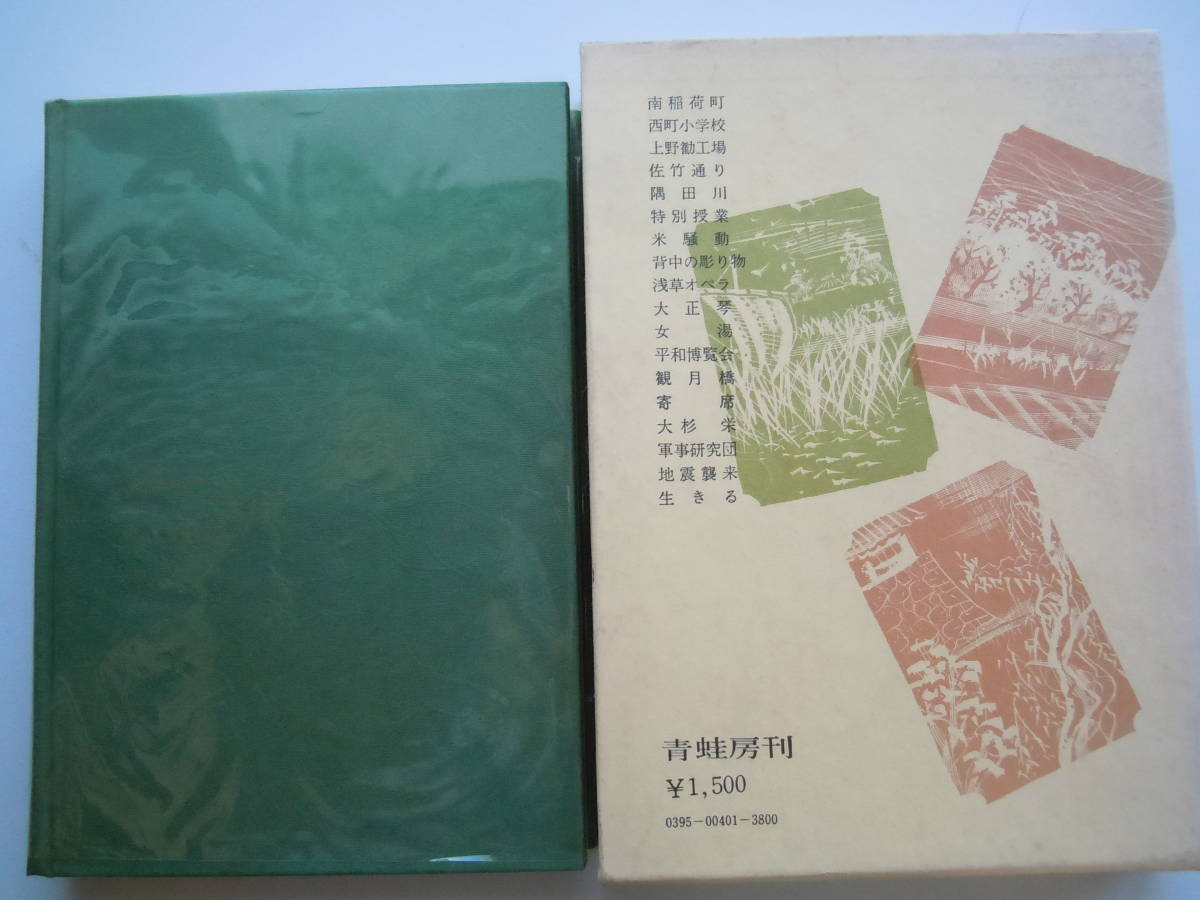 南稲荷町
西町小学校
上野勧工場
佐竹通り
隅田川
特別授業
米騒動
背中の彫り物
浅草オペラ
大正琴
女湯
平和博覧会
観月橋
寄席
大杉栄
軍事研究団
地震襲来
生きる
青蛙房刊
¥1,500
0395-00401-3800